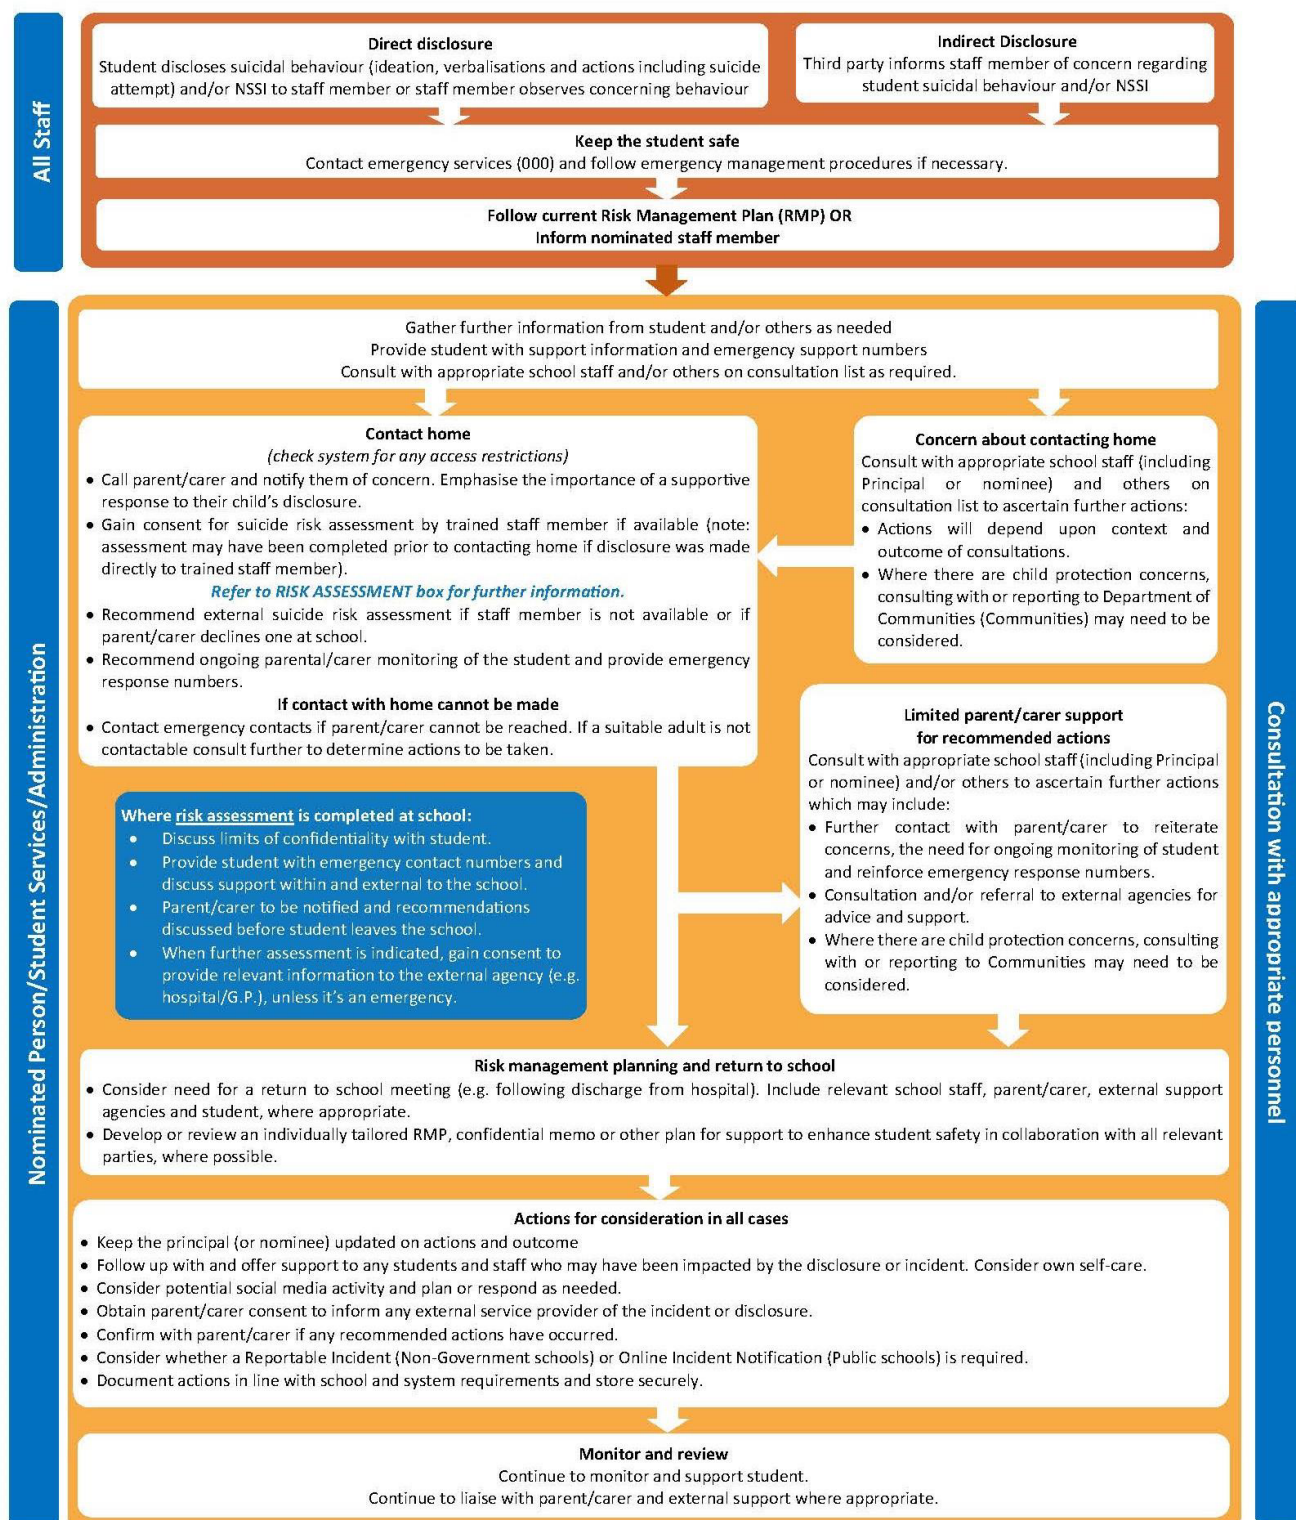 All Staff
Direct disclosure
Student discloses suicidal behaviour (ideation, verbalisations and actions including suicide
attempt) and/or NSSI to staff member or staff member observes concerning behaviour
Indirect Disclosure
Third party informs staff member of concern regarding
student suicidal behaviour and/or NSSI
Keep the student safe
Contact emergency services (000) and follow emergency management procedures if necessary.
Follow current Risk Management Plan (RMP) OR
Inform nominated staff member
Nominated Person/Student Services/Administration
Consultation with appropriate personnel
Gather further information from student and/or others as needed
Provide student with support information and emergency support numbers
Consult with appropriate school staff and/or others on consultation list as required.
Contact home
(check system for any access restrictions)
• Call parent/carer and notify them of concern. Emphasise the importance of a supportive
response to their child's disclosure.
• Gain consent for suicide risk assessment by trained staff member if available (note:
assessment may have been completed prior to contacting home if disclosure was made
directly to trained staff member).
Refer to RISK ASSESSMENT box for further information.
• Recommend external suicide risk assessment if staff member is not available or if
parent/carer declines one at school.
• Recommend ongoing parental/carer monitoring of the student and provide emergency
response numbers.
If contact with home cannot be made
• Contact emergency contacts if parent/carer cannot be reached. If a suitable adult is not
contactable consult further to determine actions to be taken.
Concern about contacting home
Consult with appropriate school staff (including
Principal or nominee) and others on
consultation list to ascertain further actions:
• Actions will depend upon context and
outcome of consultations.
• Where there are child protection concerns,
consulting with or reporting to Department of
Communities (Communities) may need to be
considered.
Limited parent/carer support
for recommended actions
Consult with appropriate school staff (including Principal
or nominee) and/or others to ascertain further actions
which may include:
• Further contact with parent/carer to reiterate
concerns, the need for ongoing monitoring of student
and reinforce emergency response numbers.
• Consultation and/or referral to external agencies for
advice and support.
• Where there are child protection concerns, consulting
with or reporting to Communities may need to be
considered.
Where risk assessment is completed at school:
• Discuss limits of confidentiality with student.
• Provide student with emergency contact numbers and
discuss support within and external to the school.
• Parent/carer to be notified and recommendations
discussed before student leaves the school.
• When further assessment is indicated, gain consent to
provide relevant information to the external agency (e.g.
hospital/G.P.), unless it's an emergency.
Risk management planning and return to school
• Consider need for a return to school meeting (e.g. following discharge from hospital). Include relevant school staff, parent/carer, external support
agencies and student, where appropriate.
• Develop or review an individually tailored RMP, confidential memo or other plan for support to enhance student safety in collaboration with all relevant
parties, where possible.
Actions for consideration in all cases
• Keep the principal (or nominee) updated on actions and outcome
• Follow up with and offer support to any students and staff who may have been impacted by the disclosure or incident. Consider own self-care.
• Consider potential social media activity and plan or respond as needed.
• Obtain parent/carer consent to inform any external service provider of the incident or disclosure.
• Confirm with parent/carer if any recommended actions have occurred.
• Consider whether a Reportable Incident (Non-Government schools) or Online Incident Notification (Public schools) is required.
• Document actions in line with school and system requirements and store securely.
Monitor and review
Continue to monitor and support student.
Continue to liaise with parent/carer and external support where appropriate.